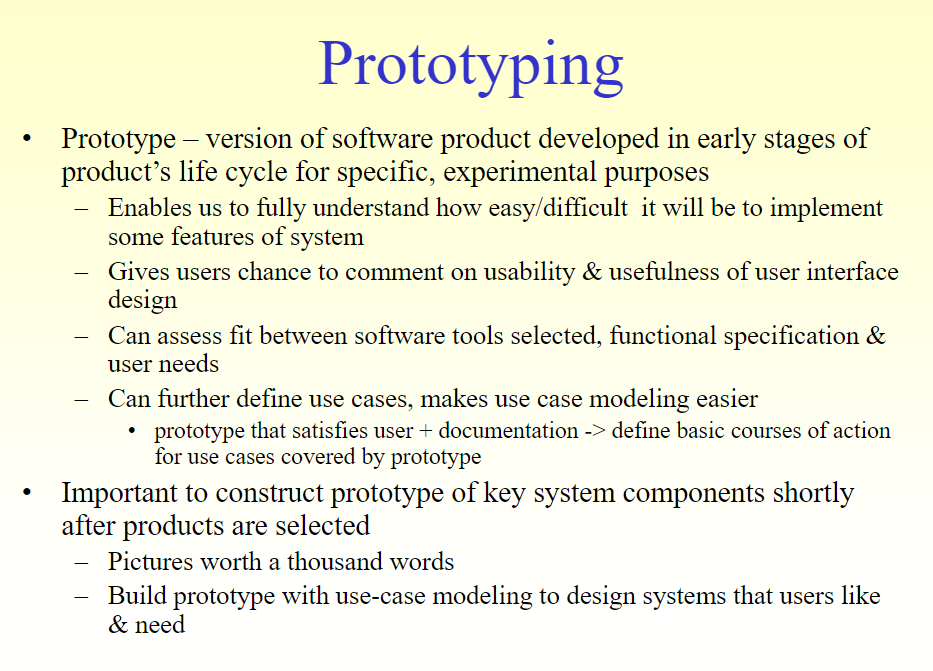 Prototyping
• Prototype – version of software product developed in early stages of
product’s life cycle for specific, experimental purposes
– Enables us to fully understand how easy/difficult it will be to implement
some features of system
– Gives users chance to comment on usability & usefulness of user interface
design
– Can assess fit between software tools selected, functional specification &
user needs
– Can further define use cases, makes use case modeling easier
• prototype that satisfies user + documentation -> define basic courses of action
for use cases covered by prototype
• Important to construct prototype of key system components shortly
after products are selected
– Pictures worth a thousand words
– Build prototype with use-case modeling to design systems that users like
& need